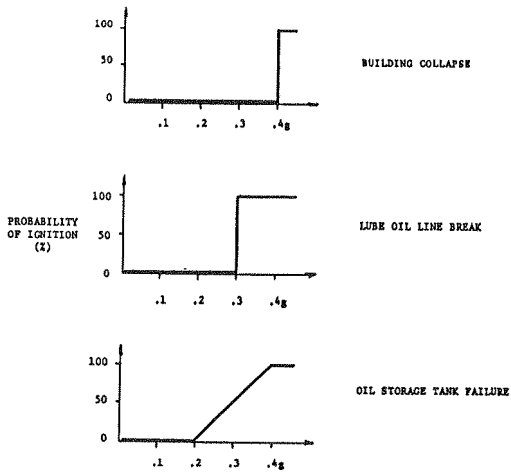 100
50
0
.1 .2 .3 .4g
BUILDING COLLAPSE
PROBABILITY
OF IGNITION
(%)
100
50
0
.1 .2 .3 .4g
LUBE OIL LINE BREAK
100
50
0
.1 .2 .3 .4g
OIL STORAGE TANK FAILURE